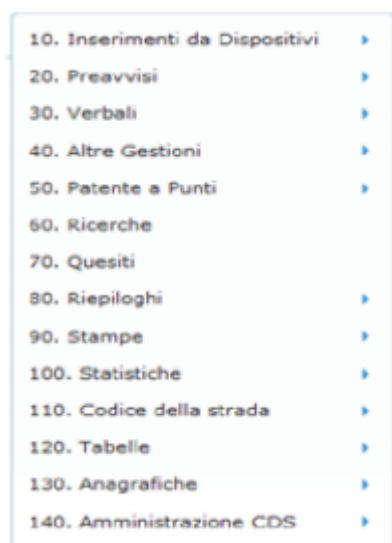 10. Inserimenti da Dispositivi
20. Preavvisi
30. Verbali
40. Altre Gestioni
50. Patente a Punti
60. Ricerche
70. Quesiti
80. Riepiloghi
90. Stampe
100. Statistiche
110. Codice della strada
120. Tabelle
130. Anagrafiche
140. Amministrazione CDS